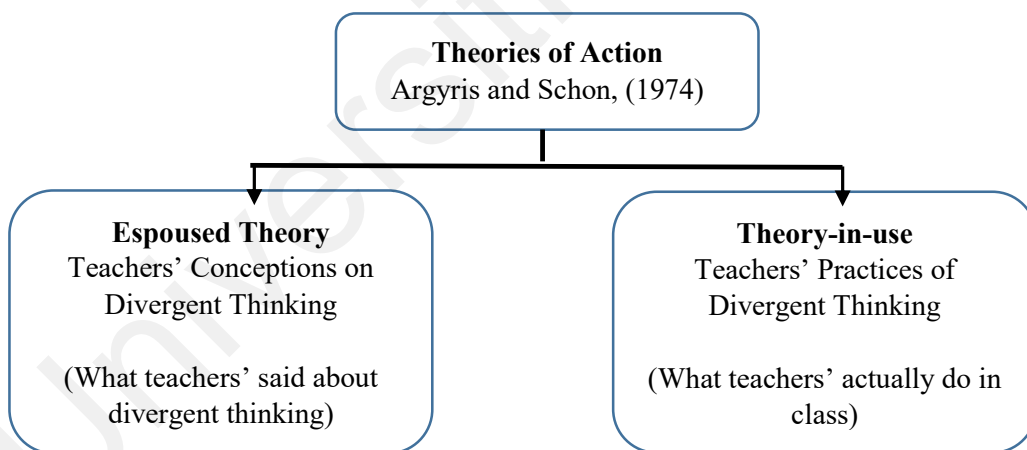 Theories of Action
Argyris and Schon, (1974)
Espoused Theory
Teachers’ Conceptions on
Divergent Thinking
(What teachers’ said about
divergent thinking)
Theory-in-use
Teachers’ Practices of
Divergent Thinking
(What teachers’ actually do in
class)